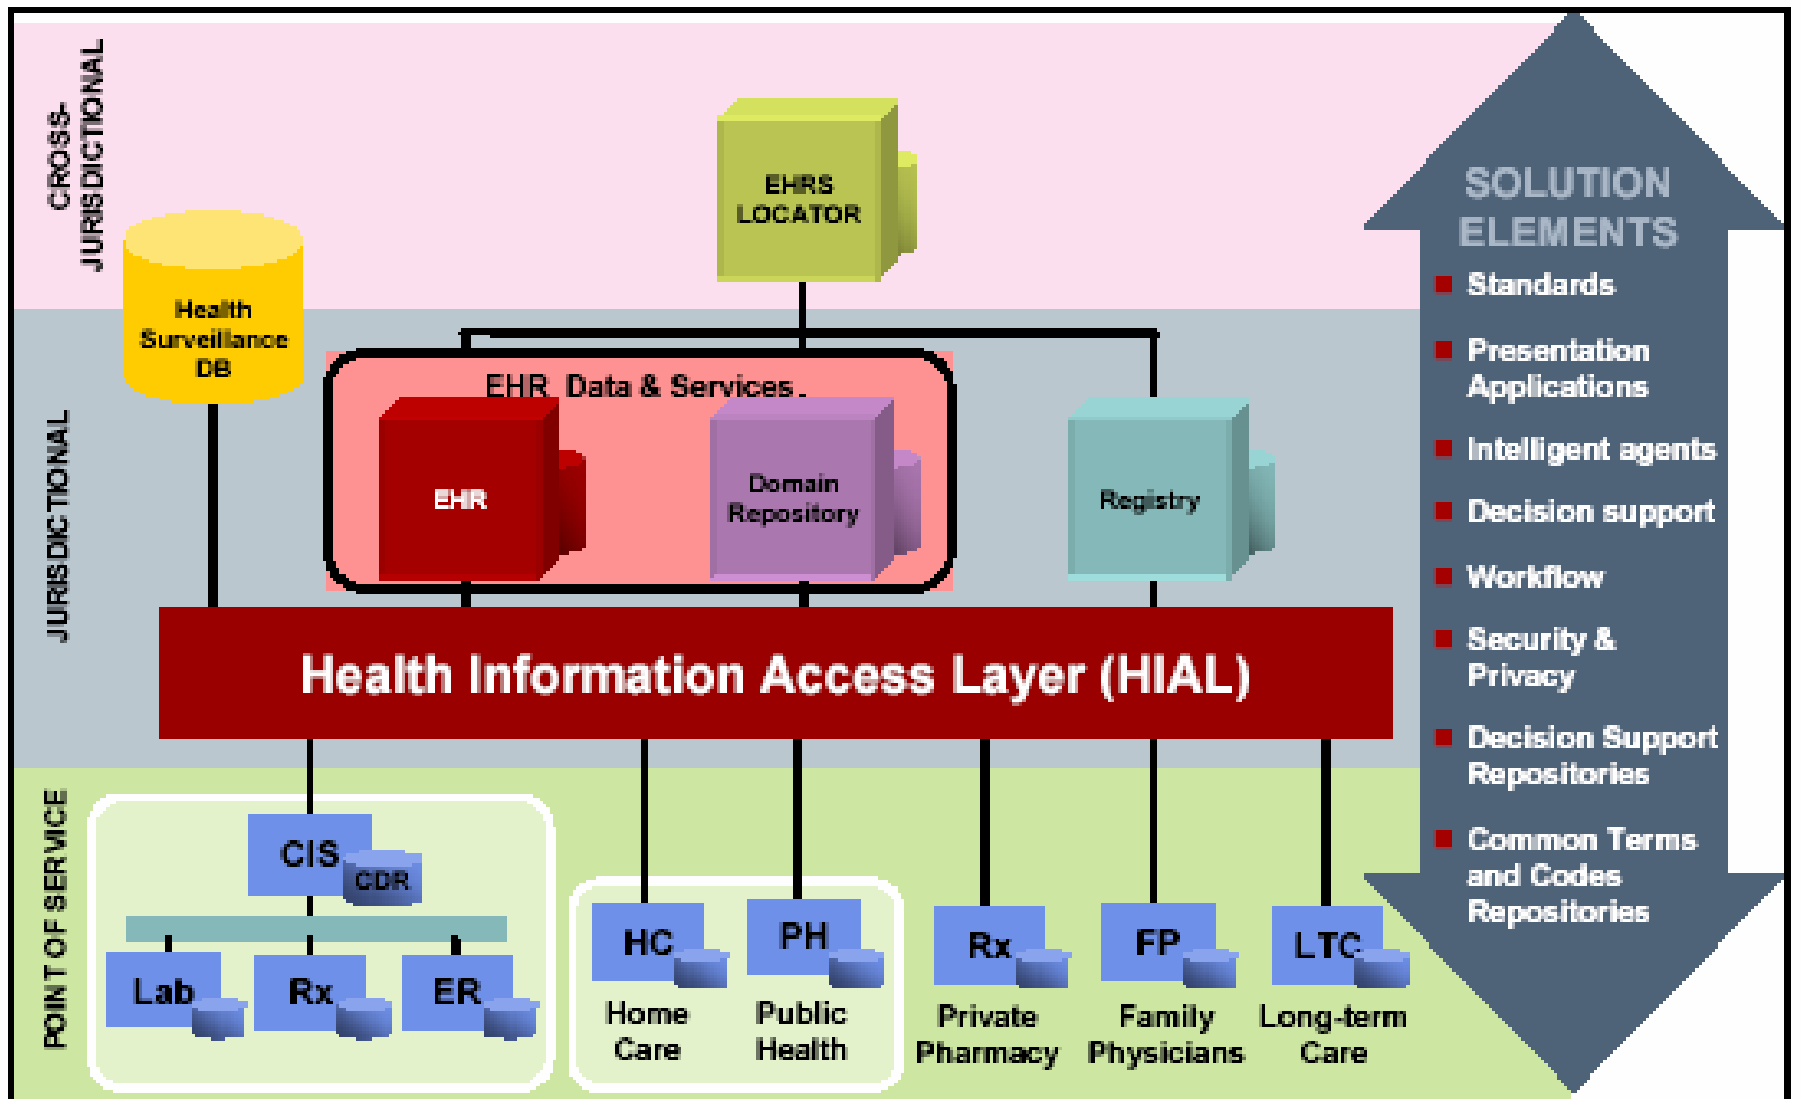 CROSS-
JURISDICTIONAL
EHRS
LOCATOR
Health
Surveillance
DB
JURISDICTIONAL
EHR Data & Services
EHR
Domain
Repository
Registry
Health Information Access Layer (HIAL)
POINT OF SERVICE
CIS
CDR
Lab
Rx
ER
HC
Home
Care
PH
Public
Health
Rx
Private
Pharmacy
FP
Family
Physicians
LTC
Long-term
Care
SOLUTION
ELEMENTS
Standards
Presentation
Applications
Intelligent agents
Decision support
Workflow
Security &
Privacy
Decision Support
Repositories
Common Terms
and Codes
Repositories